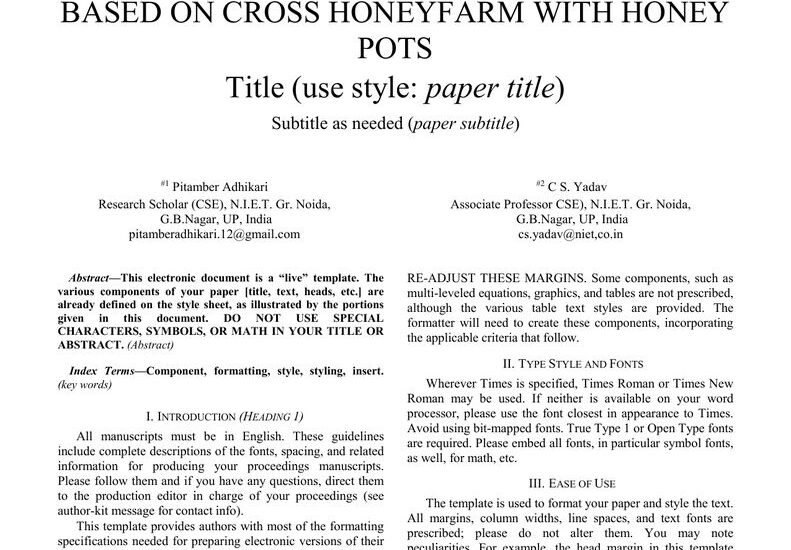 BASED ON CROSS HONEYFARM WITH HONEY
POTS
Title (use style: paper title)
Subtitle as needed (paper subtitle)
#1 Pitamber Adhikari
Research Scholar (CSE), N.I.E.T. Gr. Noida,
G.B.Nagar, UP, India
pitamberadhikari.12@gmail.com
#2 C S. Yadav
Associate Professor CSE), N.I.E.T. Gr. Noida,
G.B.Nagar, UP, India
cs.yadav@niet,co.in
Abstract—This electronic document is a “live” template. The
various components of your paper [title, text, heads, etc.] are
already defined on the style sheet, as illustrated by the portions
given in this document. DO NOT USE SPECIAL
CHARACTERS, SYMBOLS, OR MATH IN YOUR TITLE OR
ABSTRACT. (Abstract)
Index Terms—Component, formatting, style, styling, insert.
(key words)
I. INTRODUCTION (HEADING 1)
All manuscripts must be in English. These guidelines
include complete descriptions of the fonts, spacing, and related
information for producing your proceedings manuscripts.
Please follow them and if you have any questions, direct them
to the production editor in charge of your proceedings (see
author-kit message for contact info).
This template provides authors with most of the formatting
specifications needed for preparing electronic versions of their
RE-ADJUST THESE MARGINS. Some components, such as
multi-leveled equations, graphics, and tables are not prescribed,
although the various table text styles are provided. The
formatter will need to create these components, incorporating
the applicable criteria that follow.
II. TYPE STYLE AND FONTS
Wherever Times is specified, Times Roman or Times New
Roman may be used. If neither is available on your word
processor, please use the font closest in appearance to Times.
Avoid using bit-mapped fonts. True Type 1 or Open Type fonts
are required. Please embed all fonts, in particular symbol fonts,
as well, for math, etc.
III. EASE OF USE
The template is used to format your paper and style the text.
All margins, column widths, line spaces, and text fonts are
prescribed; please do not alter them. You may note
peculiarities. For example, the head margin in this template